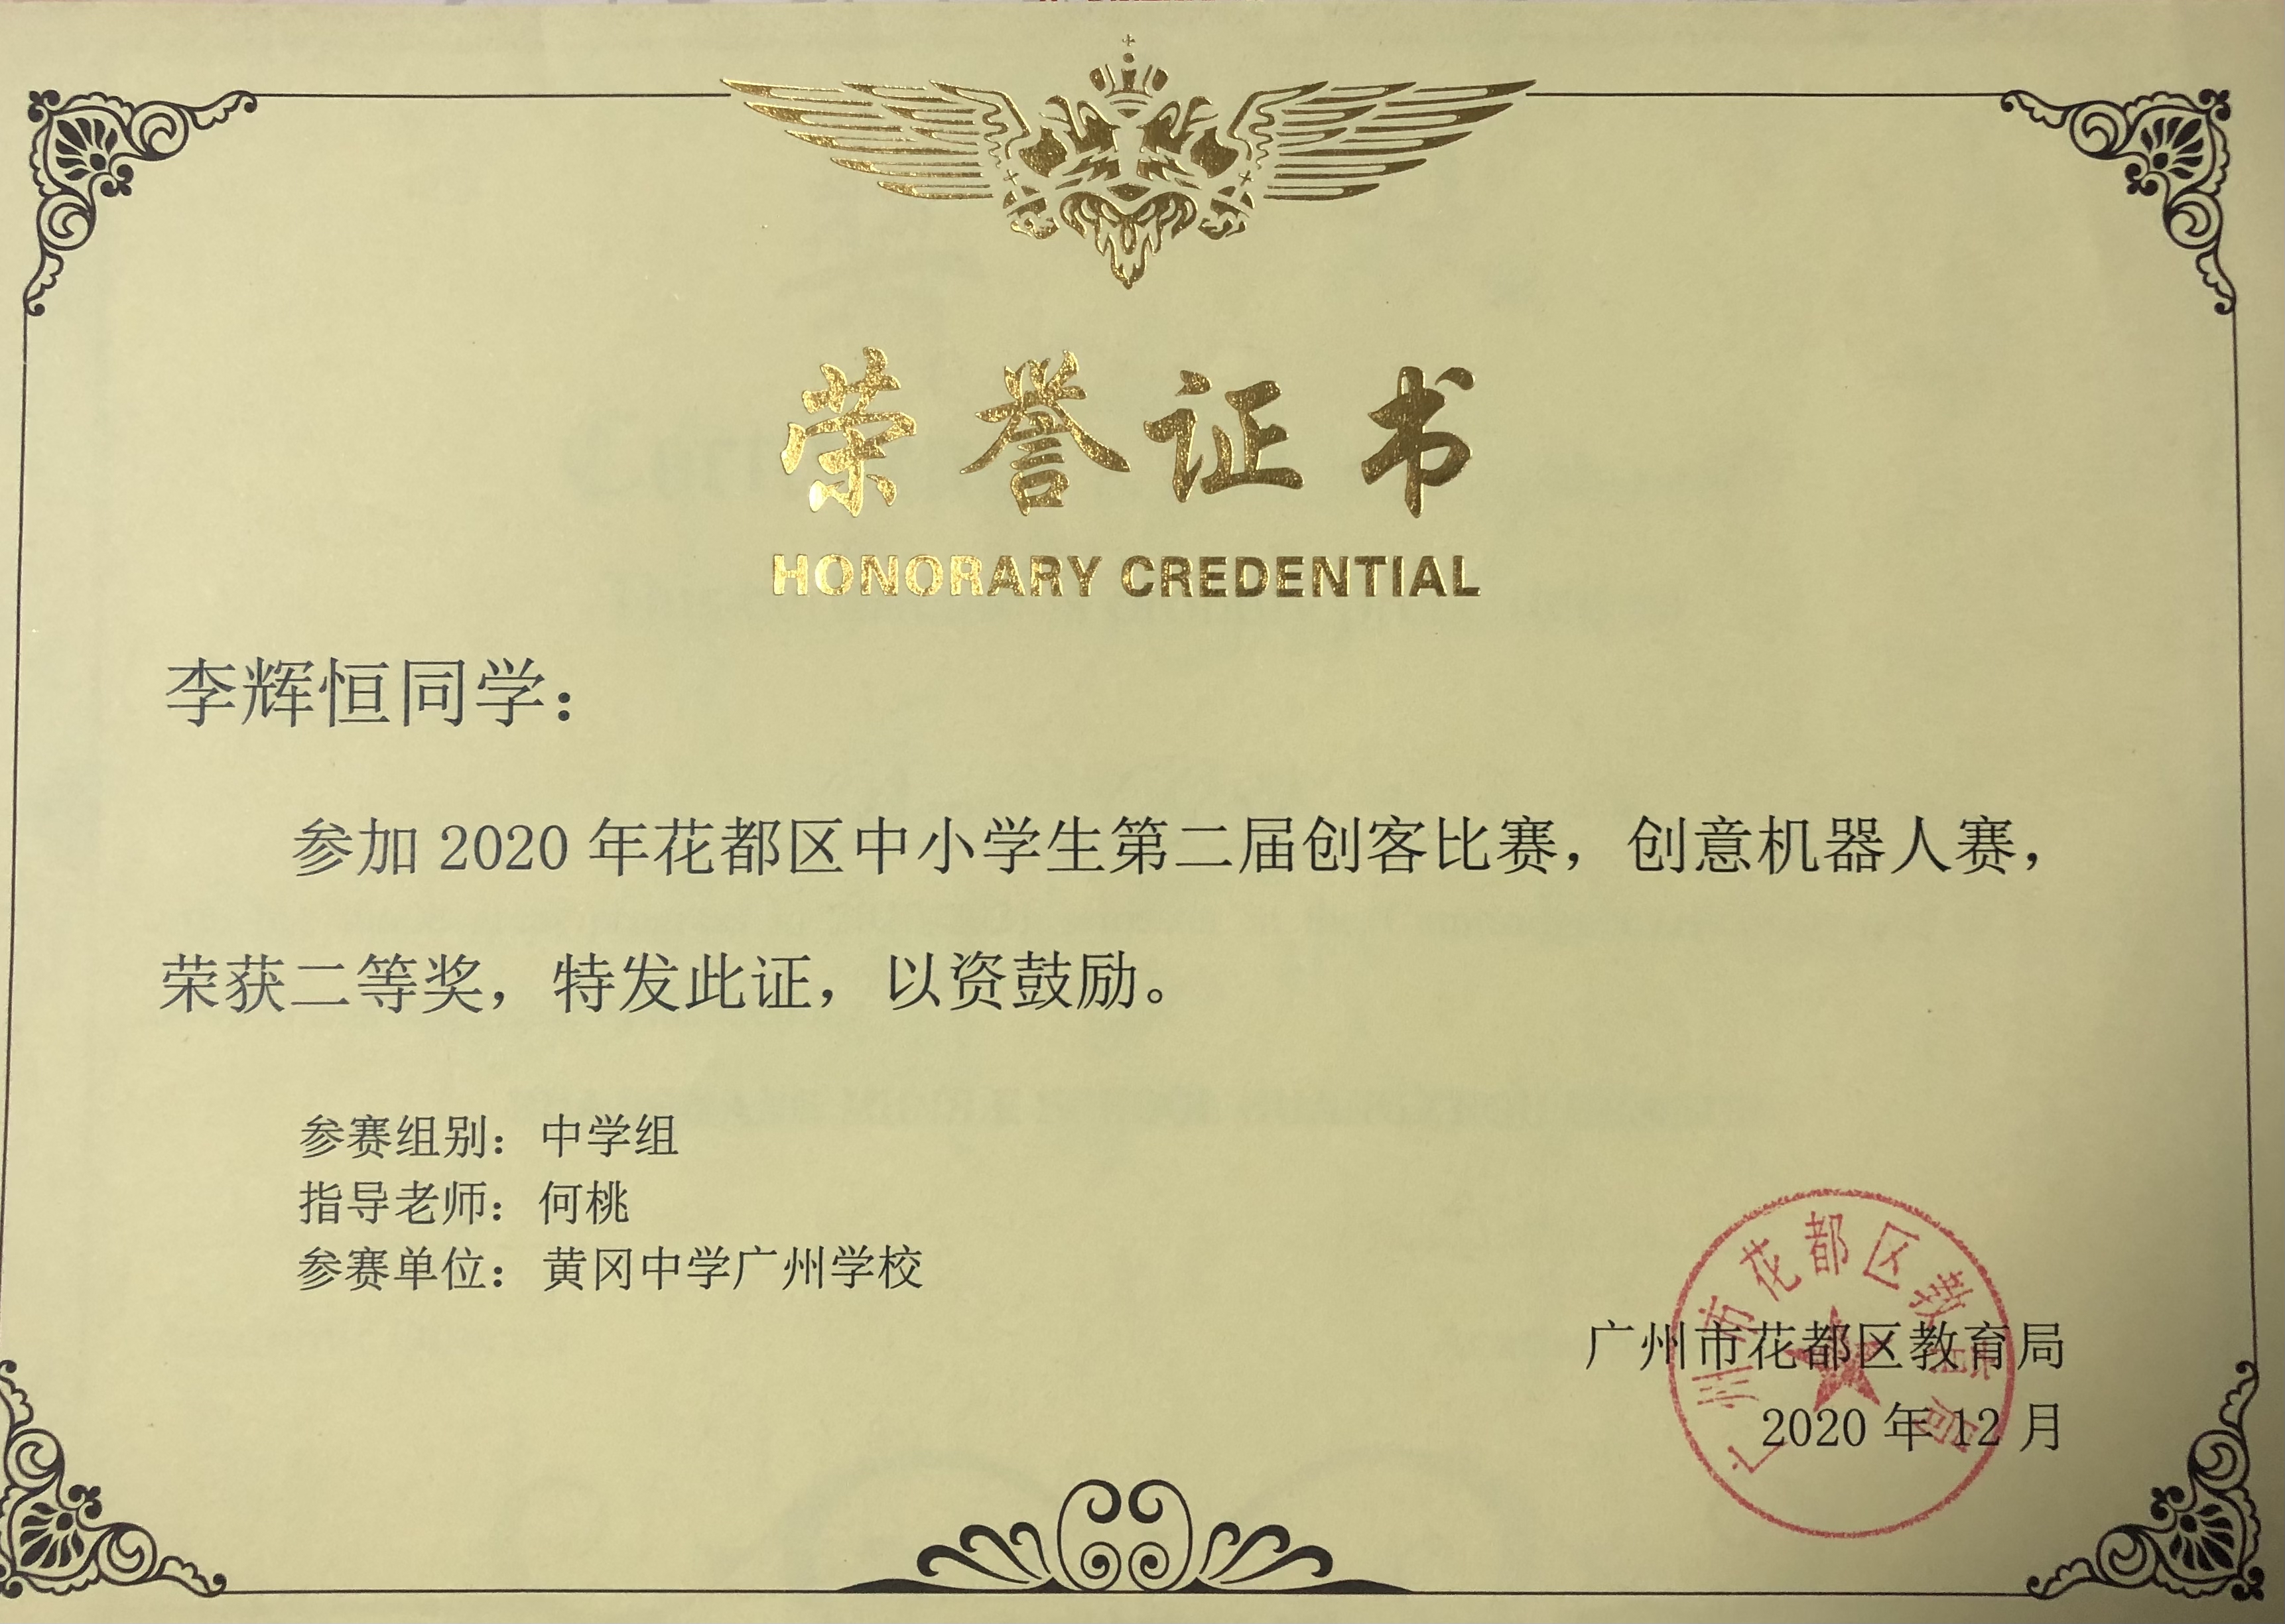 荣誉证书
HONORARY CREDENTIAL
李辉恒同学：
参加 2020 年花都区中小学生第二届创客比赛，创意机器人赛，
荣获二等奖，特发此证，以资鼓励。
参赛组别：中学组
指导老师：何桃
参赛单位：黄冈中学广州学校
广州市花都区教育局
2020 年 12 月
广州市花都区教育局